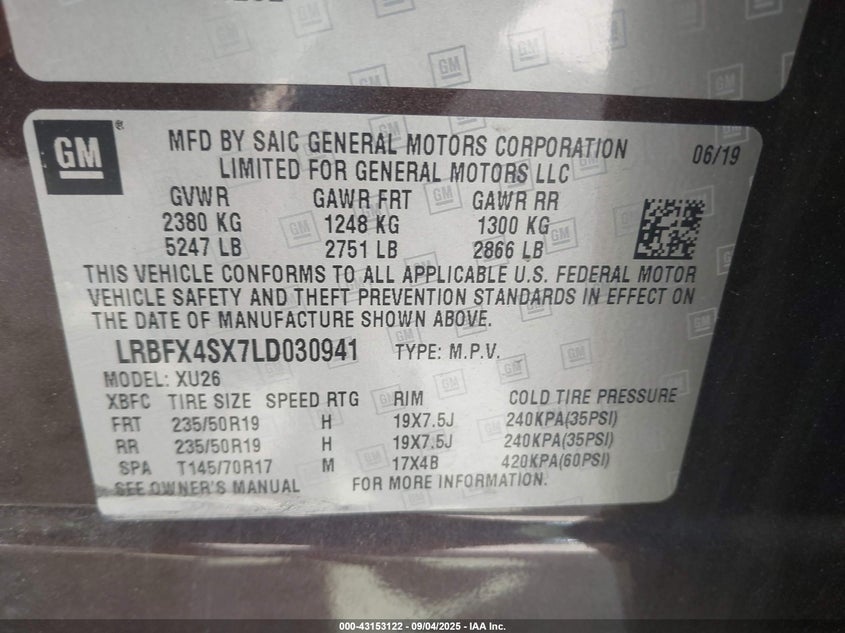 GM
MFD BY SAIC GENERAL MOTORS CORPORATION
LIMITED FOR GENERAL MOTORS LLC
06/19
GVWR GAWR FRT GAWR RR
2380 KG 1248 KG 1300 KG
5247 LB 2751 LB 2866 LB
THIS VEHICLE CONFORMS TO ALL APPLICABLE U.S. FEDERAL MOTOR
VEHICLE SAFETY AND THEFT PREVENTION STANDARDS IN EFFECT ON
THE DATE OF MANUFACTURE SHOWN ABOVE.
LRBFX4SX7LD030941 TYPE: M.P.V.
MODEL: XU26
XBFC TIRE SIZE SPEED RTG RIM COLD TIRE PRESSURE
FRT 235/50R19 H 19X7.5J 240KPA(35PSI)
RR 235/50R19 H 19X7.5J 240KPA(35PSI)
SPA T145/70R17 M 17X4B 420KPA(60PSI)
SEE OWNER'S MANUAL FOR MORE INFORMATION.
000-43153122 - 09/04/2025 - IAA Inc.